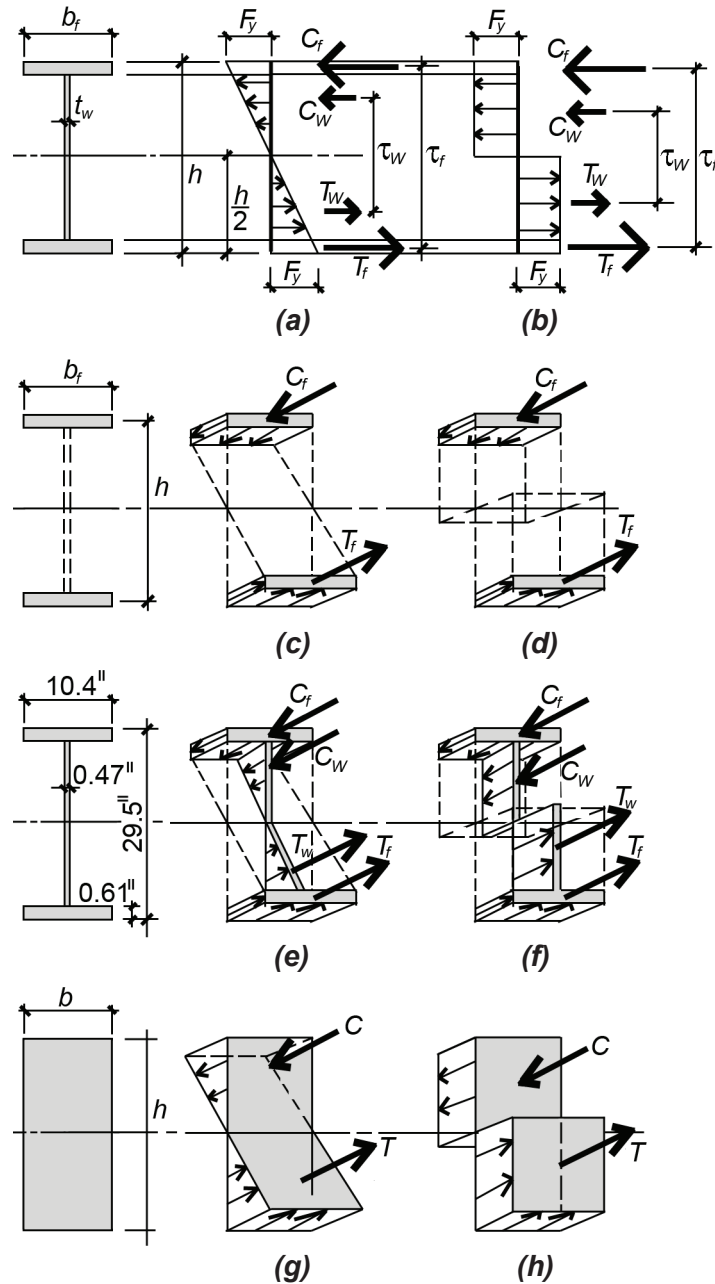 b_f F_y C_f F_y C_f
t_w C_W C_W
h h/2 τ_W τ_f τ_W τ_f
T_W T_W
T_f T_f
F_y F_y
(a) (b)
b_f C_f C_f
h
T_f T_f
(c) (d)
10.4" C_f C_f
0.47" C_W C_W
29.5"
T_w T_f T_w T_f
0.61"
(e) (f)
b C C
h
T T
(g) (h)